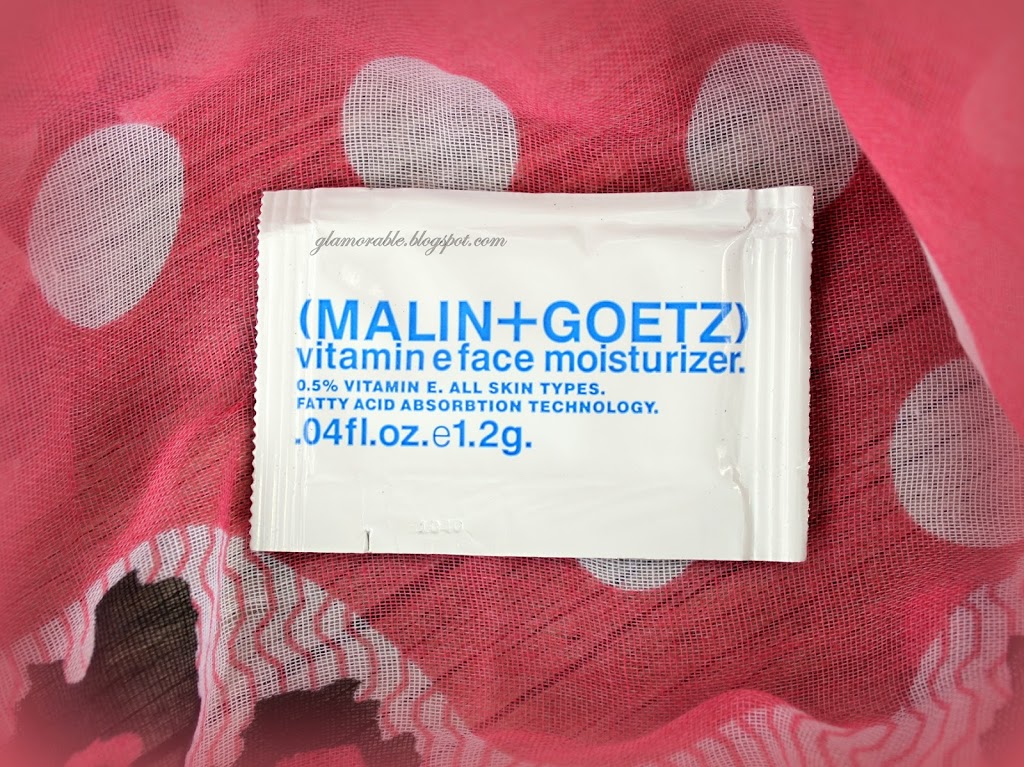 glamorable.blogspot.com
(MALIN+GOETZ)
vitamin e face moisturizer.
0.5% VITAMIN E. ALL SKIN TYPES.
FATTY ACID ABSORBTION TECHNOLOGY.
.04fl.oz.℮1.2g.